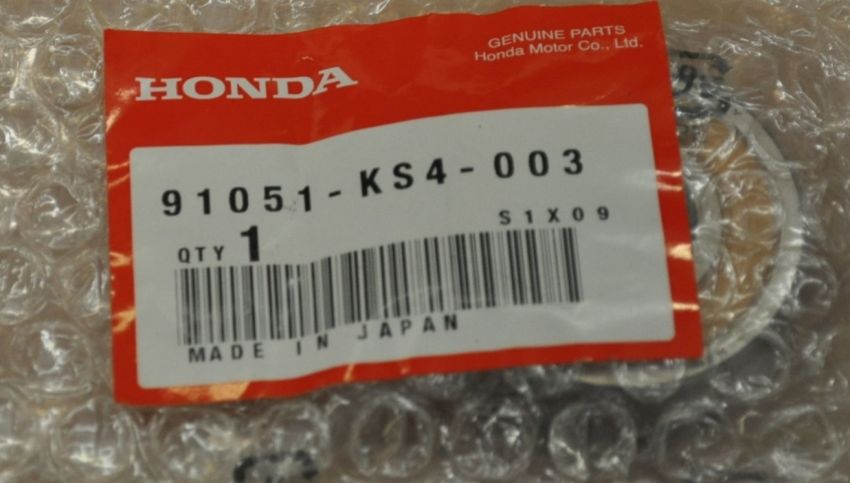 GENUINE PARTS
Honda Motor Co., Ltd.
HONDA
91051-KS4-003
S1X09
QTY 1
MADE IN JAPAN